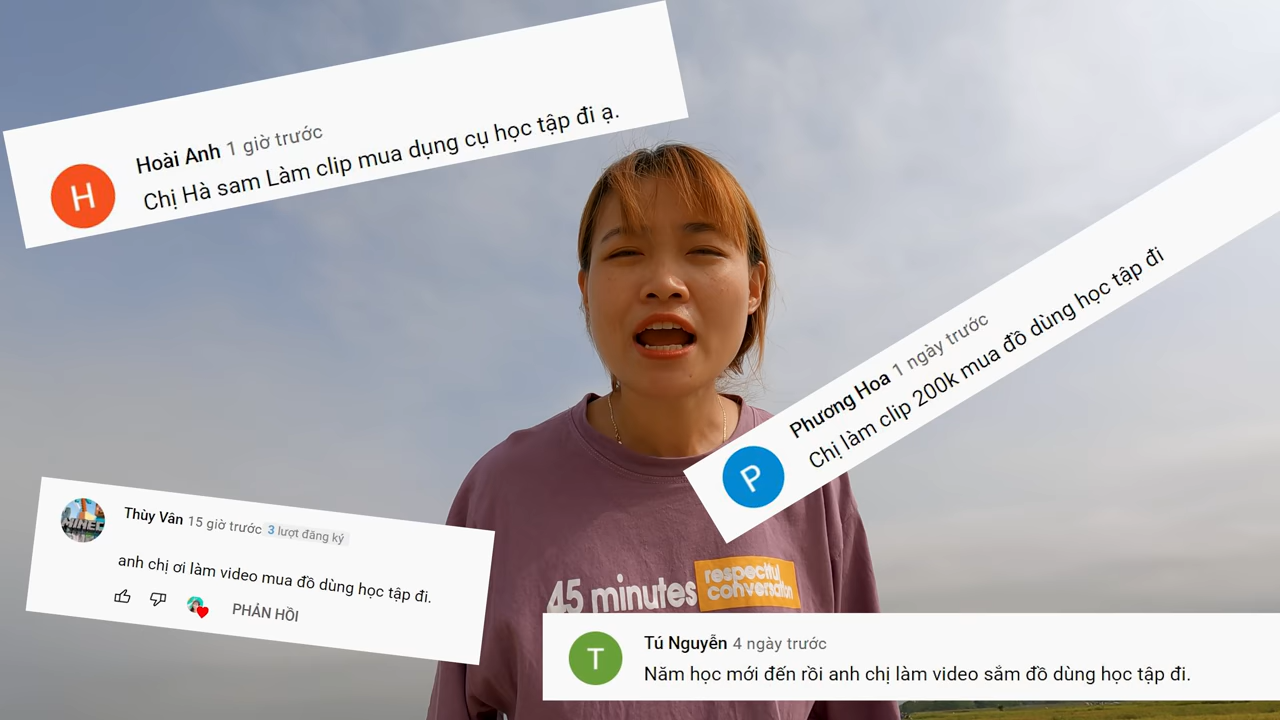 Hoài Anh 1 giờ trước
H
Chị Hà sam Làm clip mua dụng cụ học tập đi ạ.
Phương Hoa 1 ngày trước
P
Chị làm clip 200k mua đồ dùng học tập đi
MINEC
Thùy Vân 15 giờ trước 3 lượt đăng ký
anh chị ơi làm video mua đồ dùng học tập đi.
PHẢN HỒI
45 minutes
respectful
conversation
Tú Nguyễn 4 ngày trước
T
Năm học mới đến rồi anh chị làm video sắm đồ dùng học tập đi.